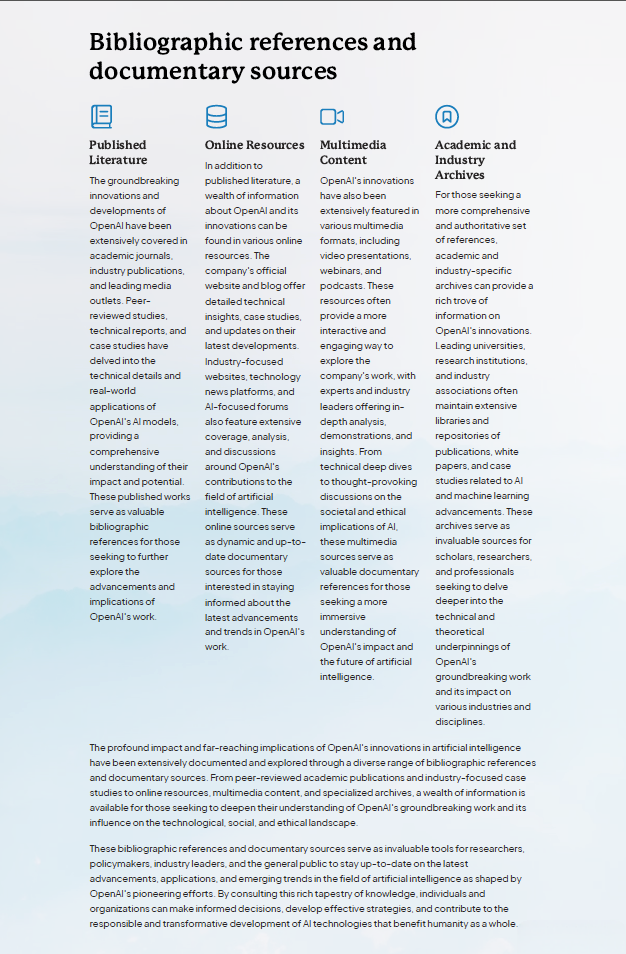 Bibliographic references and
documentary sources
Published
Literature
The groundbreaking
innovations and
developments of
OpenAI have been
extensively covered in
academic journals,
industry publications,
and leading media
outlets. Peer-
reviewed studies,
technical reports, and
case studies have
delved into the
technical details and
real-world
applications of
OpenAI's AI models,
providing a
comprehensive
understanding of their
impact and potential.
These published works
serve as valuable
bibliographic
references for those
seeking to further
explore the
advancements and
implications of
OpenAI's work.
Online Resources
In addition to
published literature, a
wealth of information
about OpenAI and its
innovations can be
found in various online
resources. The
company's official
website and blog offer
detailed technical
insights, case studies,
and updates on their
latest developments.
Industry-focused
websites, technology
news platforms, and
AI-focused forums
also feature extensive
coverage, analysis,
and discussions
around OpenAI's
contributions to the
field of artificial
intelligence. These
online sources serve
as dynamic and up-to-
date documentary
sources for those
interested in staying
informed about the
latest advancements
and trends in OpenAI's
work.
Multimedia
Content
OpenAI's innovations
have also been
extensively featured in
various multimedia
formats, including
video presentations,
webinars, and
podcasts. These
resources often
provide a more
interactive and
engaging way to
explore the
company's work, with
experts and industry
leaders offering in-
depth analysis,
demonstrations, and
insights. From
technical deep dives
to thought-provoking
discussions on the
societal and ethical
implications of AI,
these multimedia
sources serve as
valuable documentary
references for those
seeking a more
immersive
understanding of
OpenAI's impact and
the future of artificial
intelligence.
Academic and
Industry
Archives
For those seeking a
more comprehensive
and authoritative set
of references,
academic and
industry-specific
archives can provide a
rich trove of
information on
OpenAI's innovations.
Leading universities,
research institutions,
and industry
associations often
maintain extensive
libraries and
repositories of
publications, white
papers, and case
studies related to AI
and machine learning
advancements. These
archives serve as
invaluable sources for
scholars, researchers,
and professionals
seeking to delve
deeper into the
technical and
theoretical
underpinnings of
OpenAI's
groundbreaking work
and its impact on
various industries and
disciplines.
The profound impact and far-reaching implications of OpenAI's innovations in artificial intelligence
have been extensively documented and explored through a diverse range of bibliographic references
and documentary sources. From peer-reviewed academic publications and industry-focused case
studies to online resources, multimedia content, and specialized archives, a wealth of information is
available for those seeking to deepen their understanding of OpenAI's groundbreaking work and its
influence on the technological, social, and ethical landscape.
These bibliographic references and documentary sources serve as invaluable tools for researchers,
policymakers, industry leaders, and the general public to stay up-to-date on the latest
advancements, applications, and emerging trends in the field of artificial intelligence as shaped by
OpenAI's pioneering efforts. By consulting this rich tapestry of knowledge, individuals and
organizations can make informed decisions, develop effective strategies, and contribute to the
responsible and transformative development of AI technologies that benefit humanity as a whole.